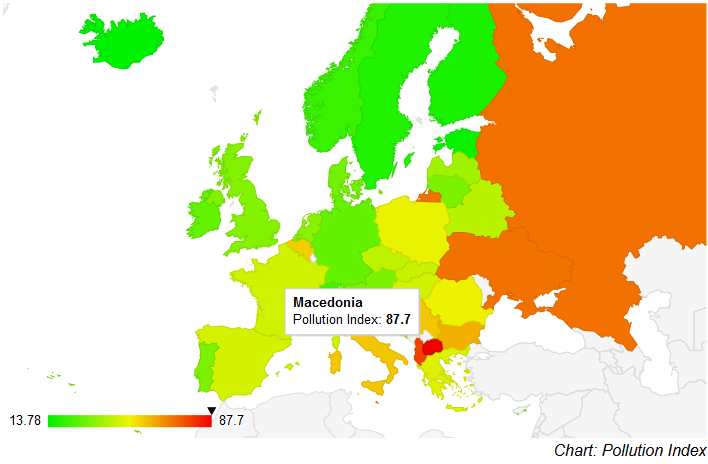 Macedonia
Pollution Index: 87.7
13.78
87.7
Chart: Pollution Index